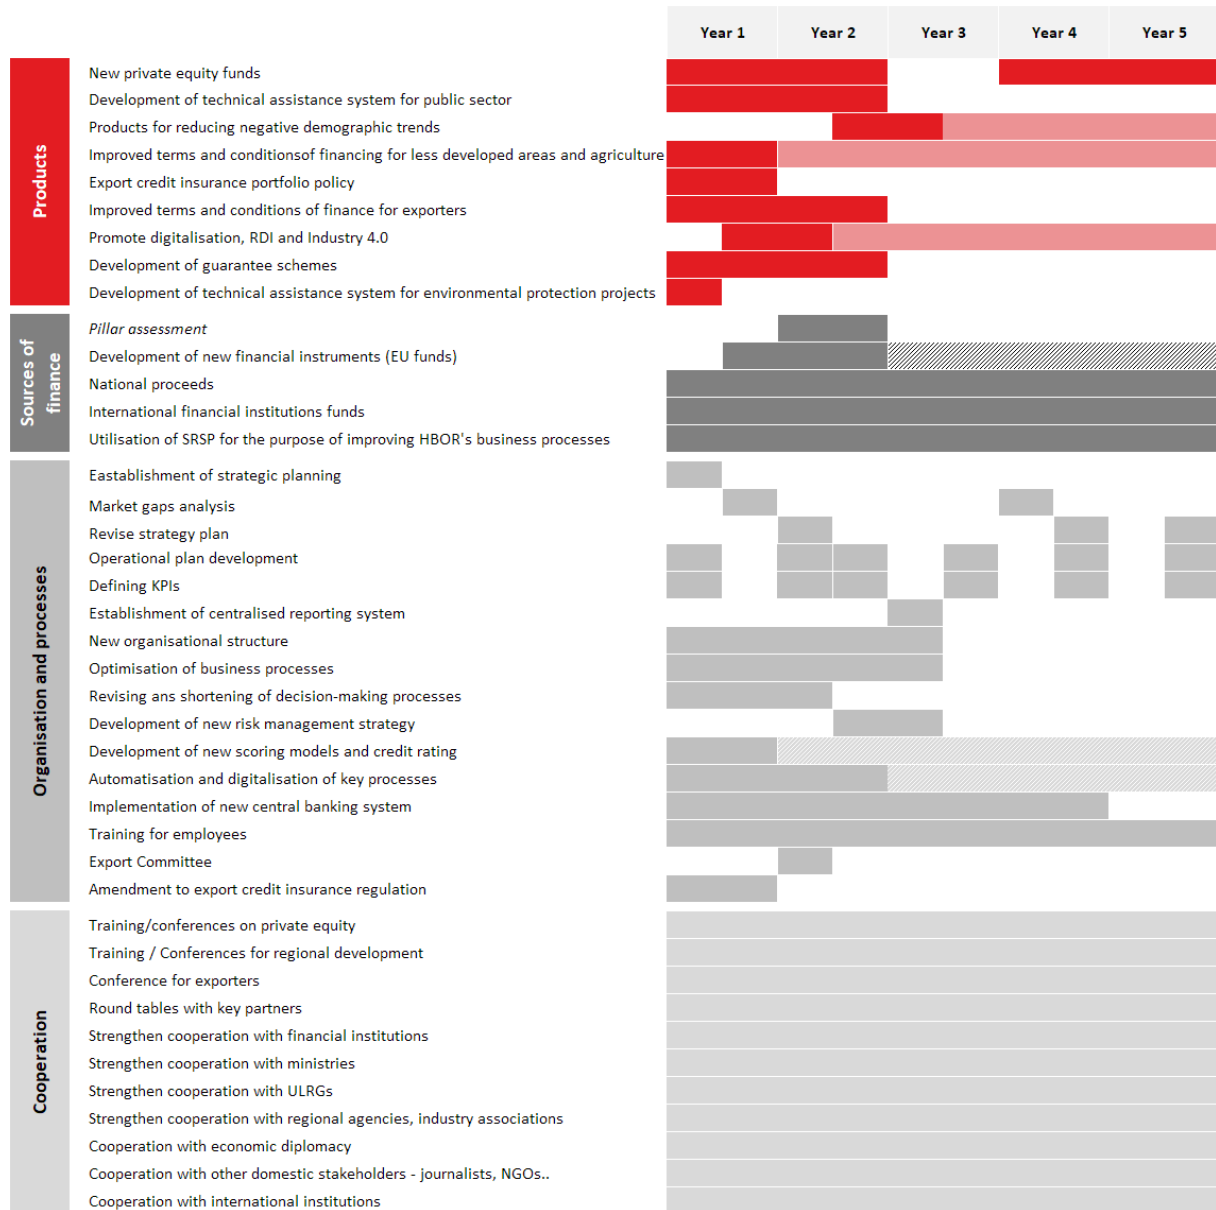 Year 1 Year 2 Year 3 Year 4 Year 5
Products
New private equity funds
Development of technical assistance system for public sector
Products for reducing negative demographic trends
Improved terms and conditionsof financing for less developed areas and agriculture
Export credit insurance portfolio policy
Improved terms and conditions of finance for exporters
Promote digitalisation, RDI and Industry 4.0
Development of guarantee schemes
Development of technical assistance system for environmental protection projects
Sources of
finance
Pillar assessment
Development of new financial instruments (EU funds)
National proceeds
International financial institutions funds
Utilisation of SRSP for the purpose of improving HBOR's business processes
Organisation and processes
Eastablishment of strategic planning
Market gaps analysis
Revise strategy plan
Operational plan development
Defining KPIs
Establishment of centralised reporting system
New organisational structure
Optimisation of business processes
Revising ans shortening of decision-making processes
Development of new risk management strategy
Development of new scoring models and credit rating
Automatisation and digitalisation of key processes
Implementation of new central banking system
Training for employees
Export Committee
Amendment to export credit insurance regulation
Cooperation
Training/conferences on private equity
Training / Conferences for regional development
Conference for exporters
Round tables with key partners
Strengthen cooperation with financial institutions
Strengthen cooperation with ministries
Strengthen cooperation with ULRGs
Strengthen cooperation with regional agencies, industry associations
Cooperation with economic diplomacy
Cooperation with other domestic stakeholders - journalists, NGOs..
Cooperation with international institutions